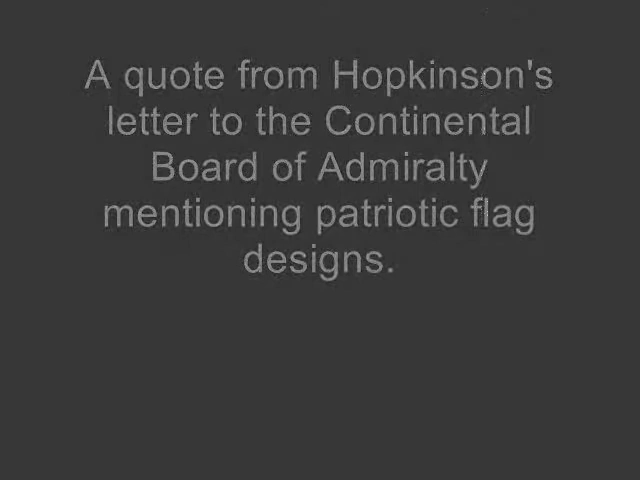 A quote from Hopkinson's
letter to the Continental
Board of Admiralty
mentioning patriotic flag
designs.